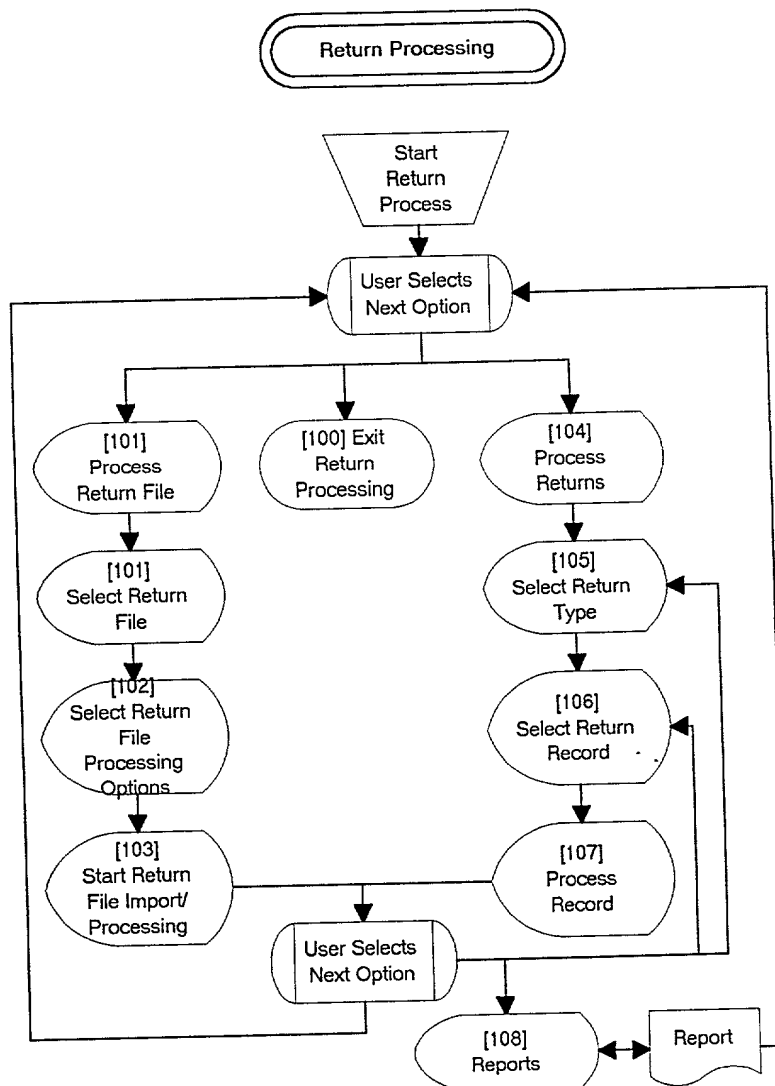 Return Processing
Start
Return
Process
User Selects
Next Option
[101]
Process
Return File
[100] Exit
Return
Processing
[104]
Process
Returns
[101]
Select Return
File
[105]
Select Return
Type
[102]
Select Return
File
Processing
Options
[106]
Select Return
Record
[103]
Start Return
File Import/
Processing
[107]
Process
Record
User Selects
Next Option
[108]
Reports
Report